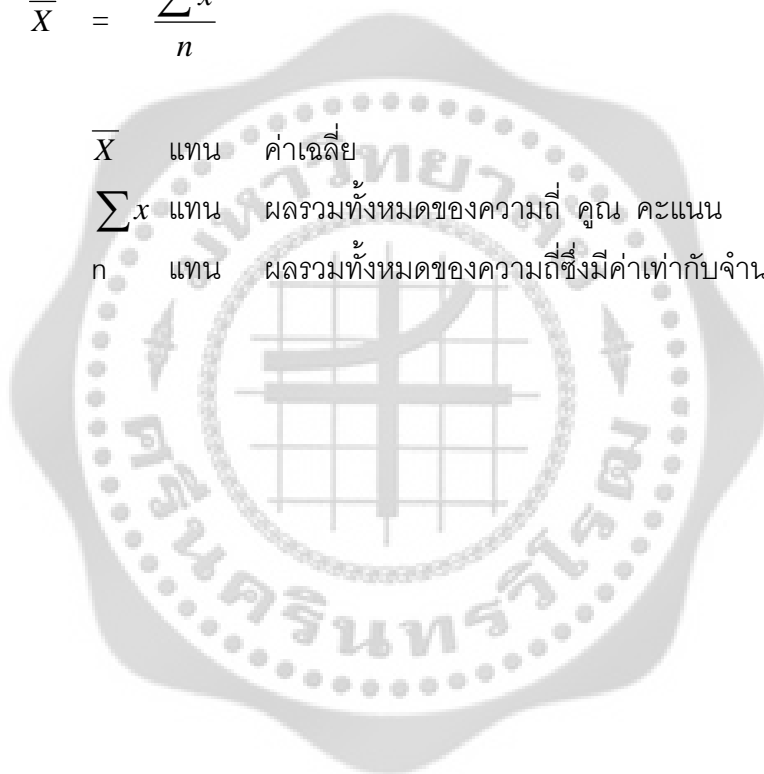 X̄ = ∑x
n
X̄ แทน ค่าเฉลี่ย
∑x แทน ผลรวมทั้งหมดของความถี่ คูณ คะแนน
n แทน ผลรวมทั้งหมดของความถี่ซึ่งมีค่าเท่ากับจำน
มหาวิทยาลัย
ศรีนครินทรวิโรฒ